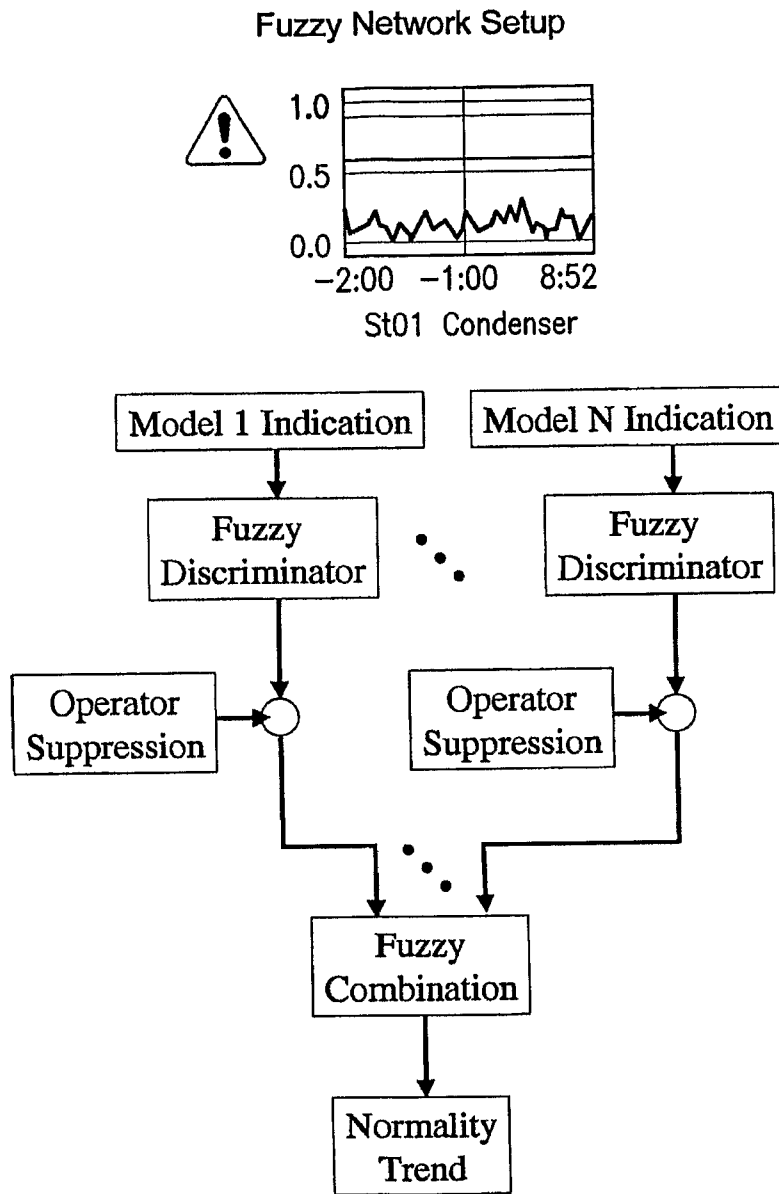 Fuzzy Network Setup
!
1.0
0.5
0.0
−2:00 −1:00 8:52
St01 Condenser
Model 1 Indication
Model N Indication
Fuzzy
Discriminator
Fuzzy
Discriminator
Operator
Suppression
Operator
Suppression
Fuzzy
Combination
Normality
Trend